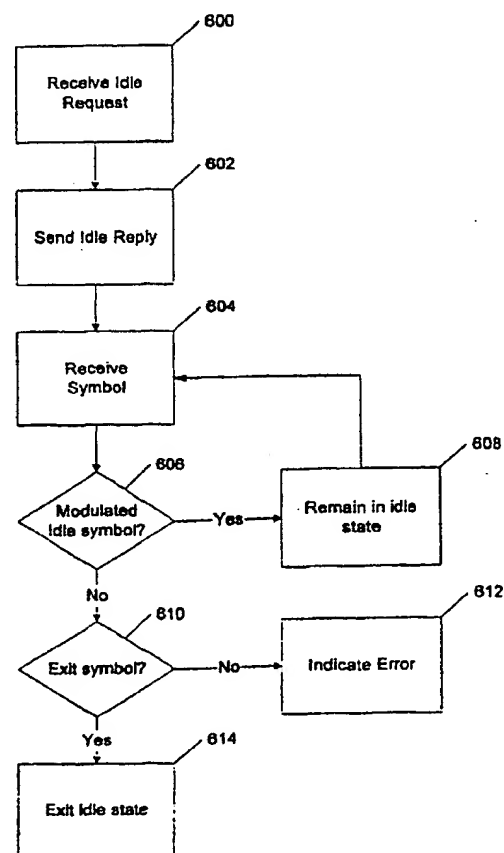 600
Receive Idle
Request
602
Send Idle Reply
604
Receive
Symbol
606
Modulated
Idle symbol?
Yes
608
Remain in idle
state
No
610
Exit symbol?
No
612
Indicate Error
Yes
614
Exit Idle state